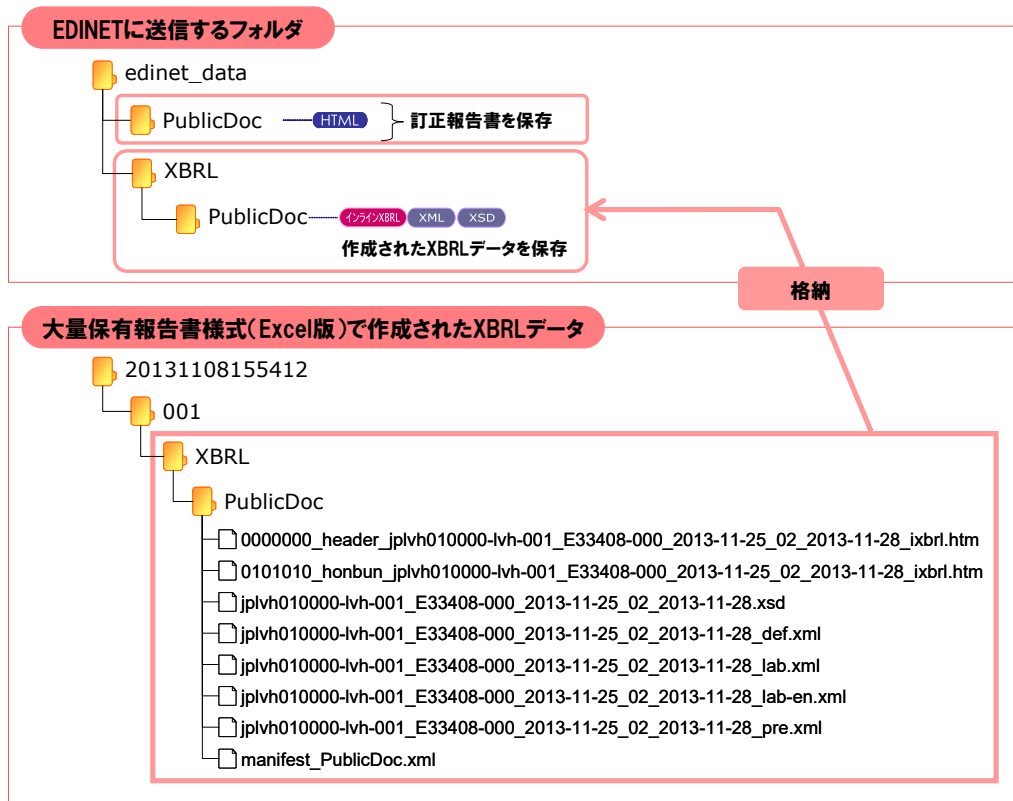 EDINETに送信するフォルダ
edinet_data
PublicDoc HTML 訂正報告書を保存
XBRL
PublicDoc インラインXBRL XML XSD
作成されたXBRLデータを保存
格納
大量保有報告書様式(Excel版)で作成されたXBRLデータ
20131108155412
001
XBRL
PublicDoc
0000000_header_jplvh010000-lvh-001_E33408-000_2013-11-25_02_2013-11-28_ixbrl.htm
0101010_honbun_jplvh010000-lvh-001_E33408-000_2013-11-25_02_2013-11-28_ixbrl.htm
jplvh010000-lvh-001_E33408-000_2013-11-25_02_2013-11-28.xsd
jplvh010000-lvh-001_E33408-000_2013-11-25_02_2013-11-28_def.xml
jplvh010000-lvh-001_E33408-000_2013-11-25_02_2013-11-28_lab.xml
jplvh010000-lvh-001_E33408-000_2013-11-25_02_2013-11-28_lab-en.xml
jplvh010000-lvh-001_E33408-000_2013-11-25_02_2013-11-28_pre.xml
manifest_PublicDoc.xml